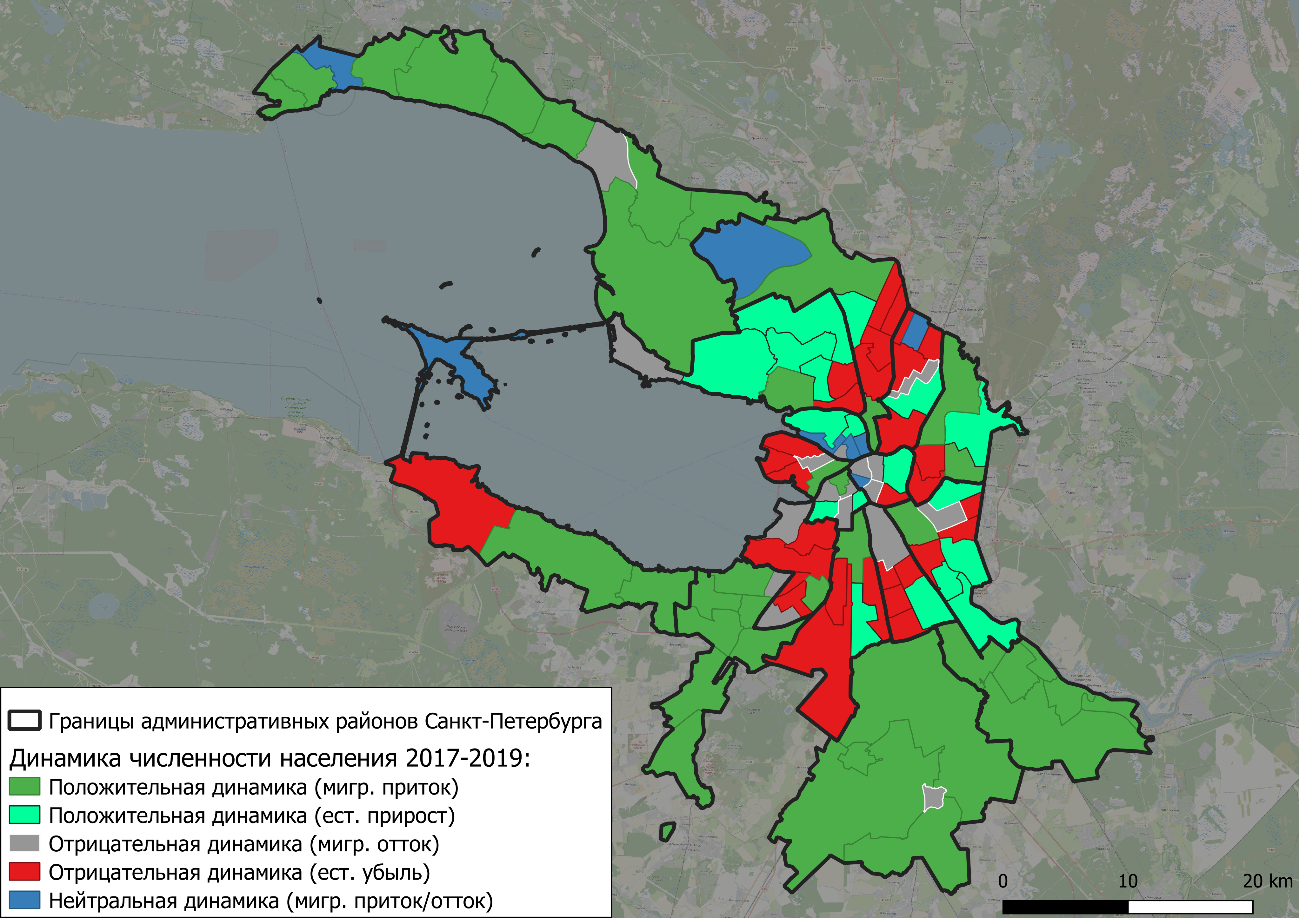 Границы административных районов Санкт-Петербурга
Динамика численности населения 2017-2019:
Положительная динамика (мигр. приток)
Положительная динамика (ест. прирост)
Отрицательная динамика (мигр. отток)
Отрицательная динамика (ест. убыль)
Нейтральная динамика (мигр. приток/отток)
0 10 20 km